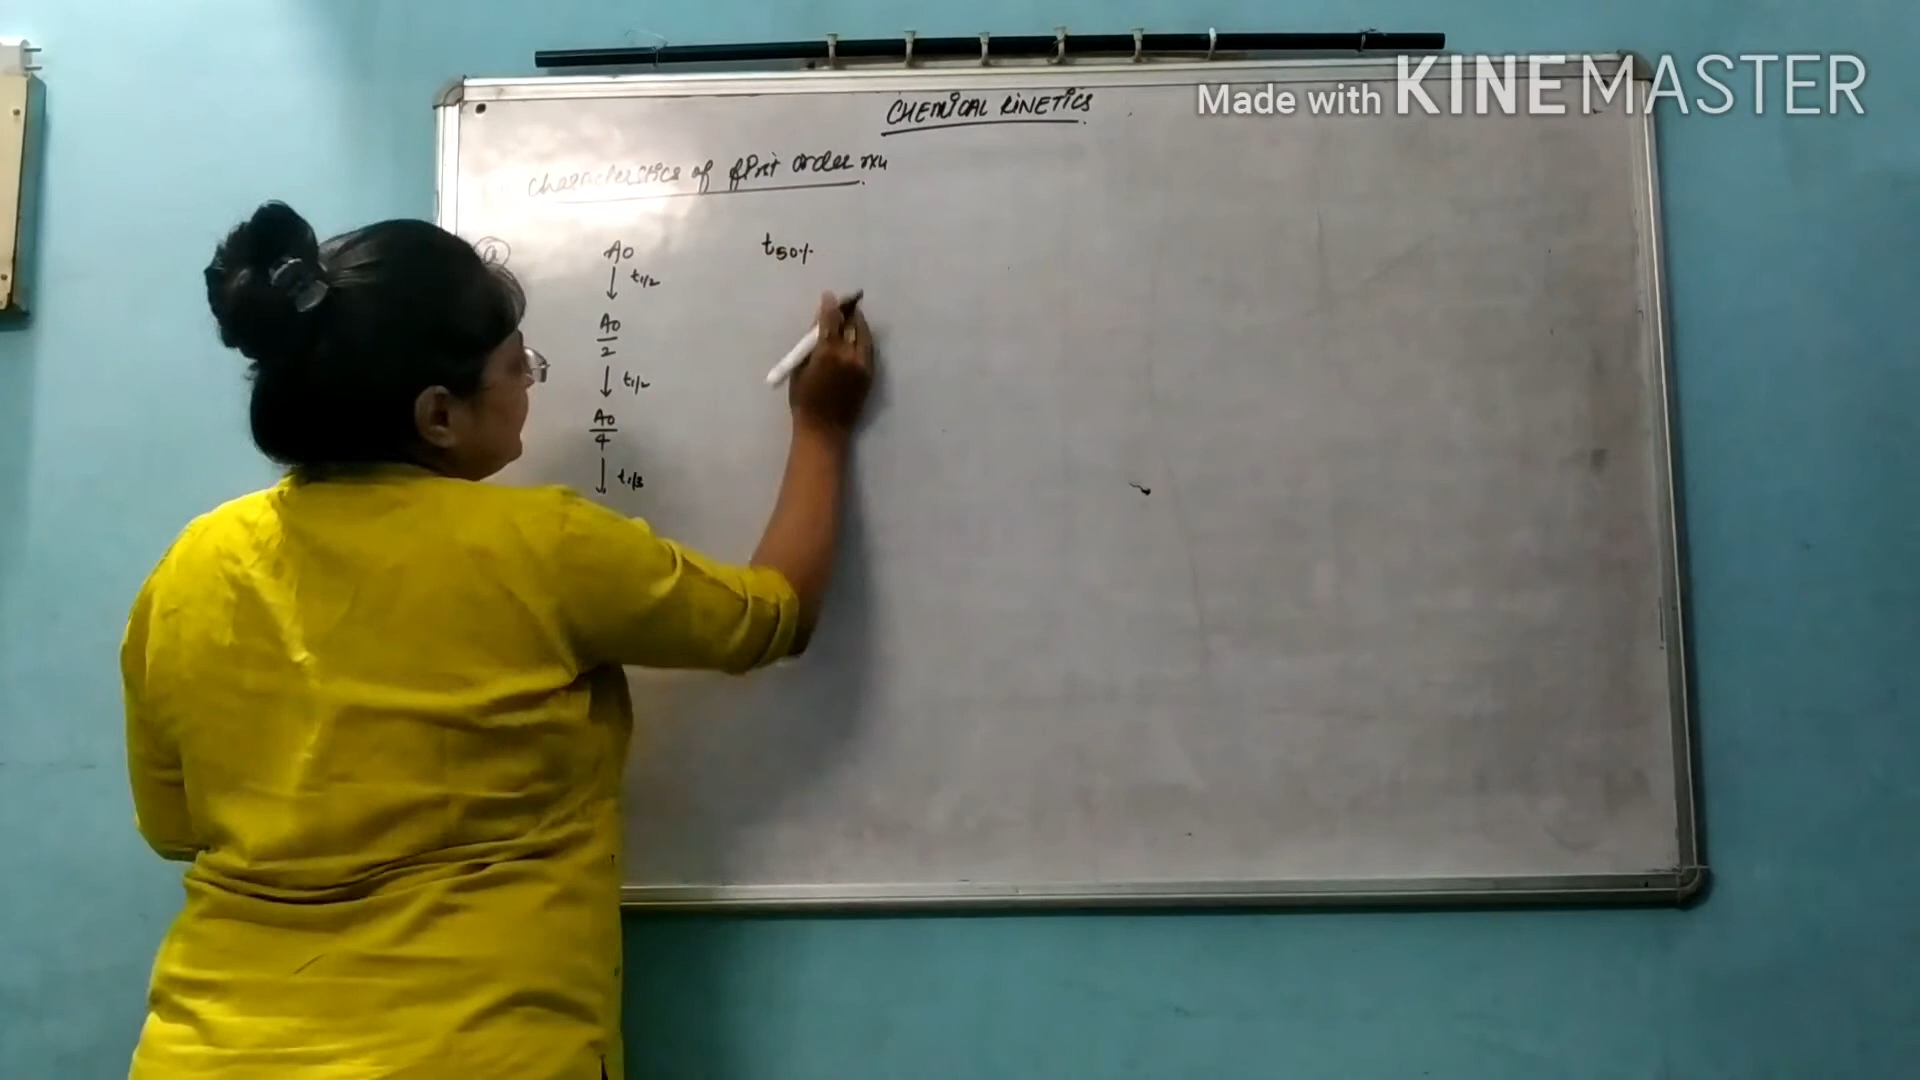 CHEMICAL KINETICS
Made with KINEMASTER
Characteristics of first order rxn
a
A0
t50%
t1/2
A0
2
t1/2
A0
4
t1/3